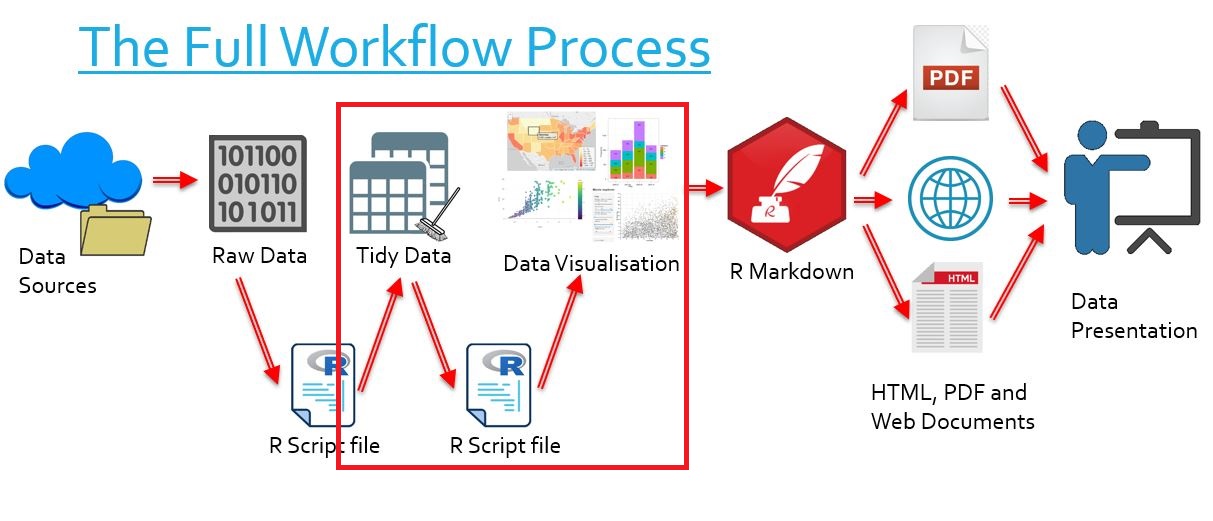 The Full Workflow Process
PDF
101100
010110
101011
HTML
Data
Sources
Raw Data
Tidy Data
Data Visualisation
R Markdown
R
Data
Presentation
R
R
R Script file
R Script file
HTML, PDF and
Web Documents